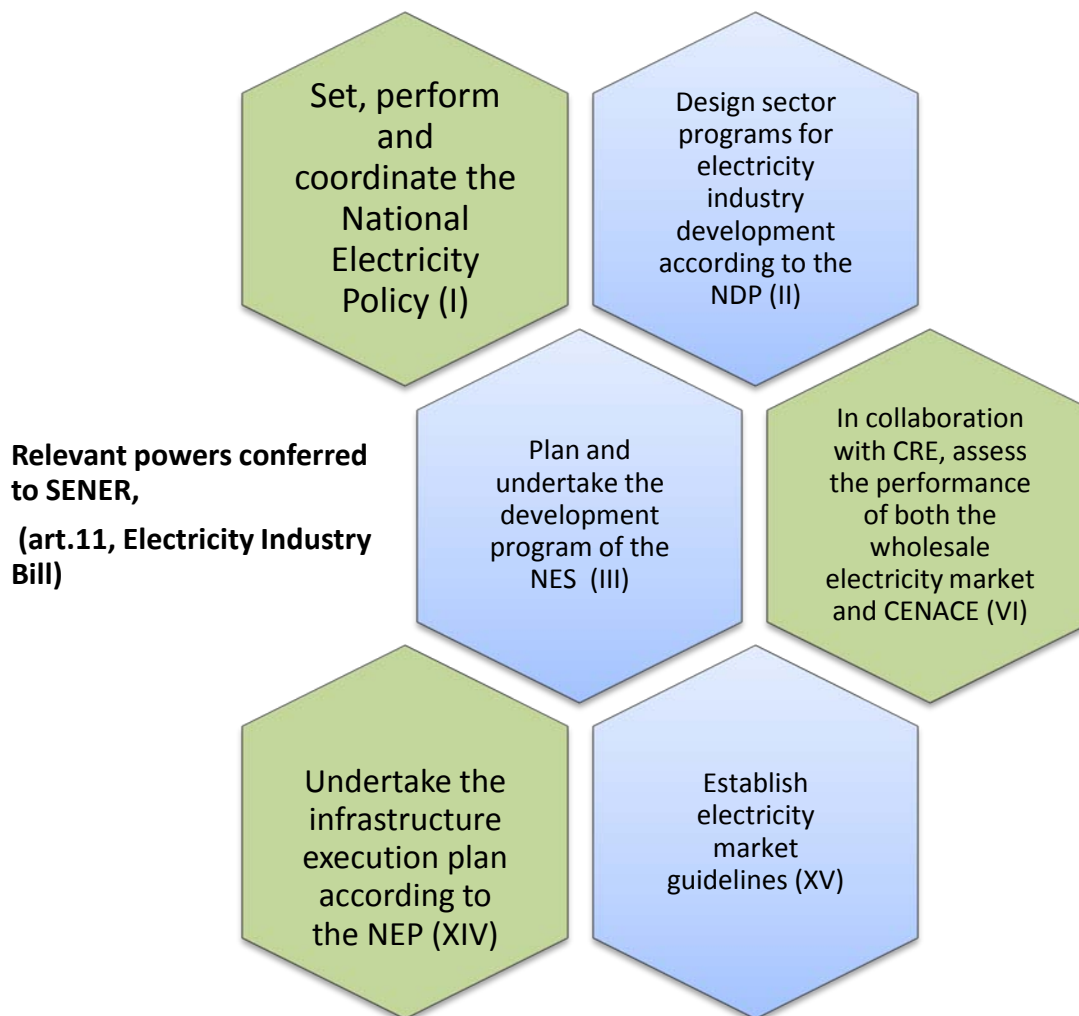 Set, perform
and
coordinate the
National
Electricity
Policy (I)
Design sector
programs for
electricity
industry
development
according to the
NDP (II)
Relevant powers conferred
to SENER,
(art.11, Electricity Industry
Bill)
Plan and
undertake the
development
program of the
NES (III)
In collaboration
with CRE, assess
the performance
of both the
wholesale
electricity market
and CENACE (VI)
Undertake the
infrastructure
execution plan
according to
the NEP (XIV)
Establish
electricity
market
guidelines (XV)